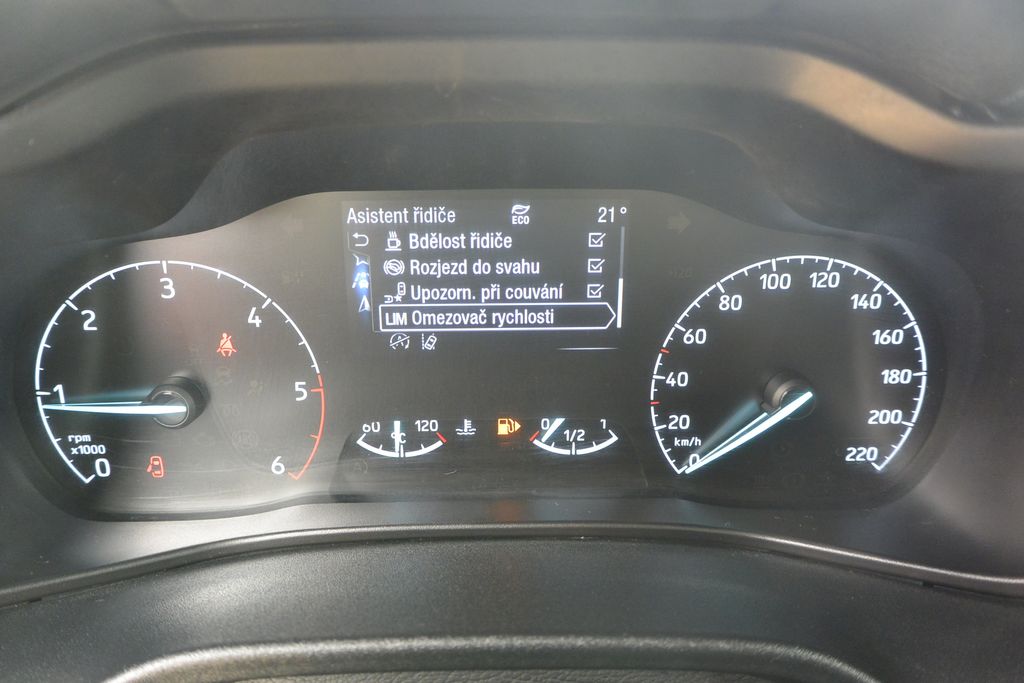 Asistent řidiče ECO 21°
Bdělost řidiče
Rozjezd do svahu
Upozorn. při couvání
LIM Omezovač rychlosti
0 1 2 3 4 5 6
rpm
x1000
60 °C 120
0 1/2 1
0 20 40 60 80 100 120 140 160 180 200 220
km/h